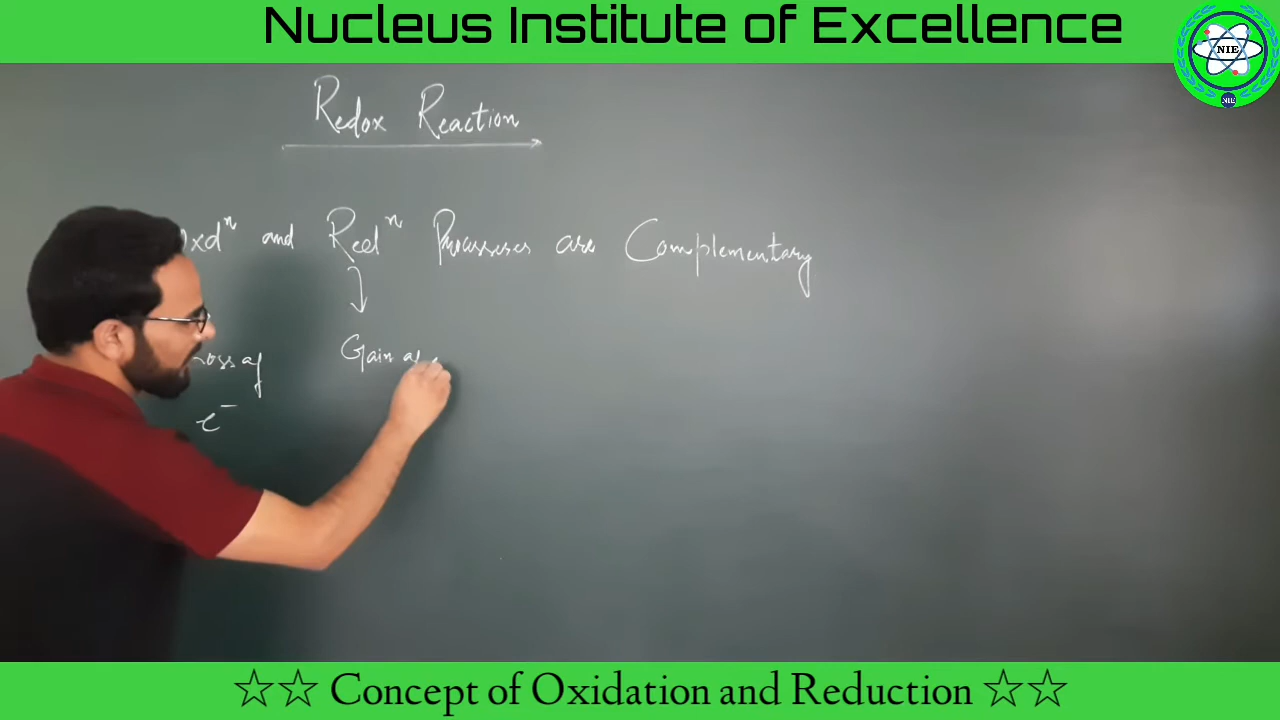 Nucleus Institute of Excellence
NIE
NIE
Redox Reaction
Oxdⁿ and Redⁿ Processes are Complementary
Loss of
Gain of
e⁻
☆☆ Concept of Oxidation and Reduction ☆☆